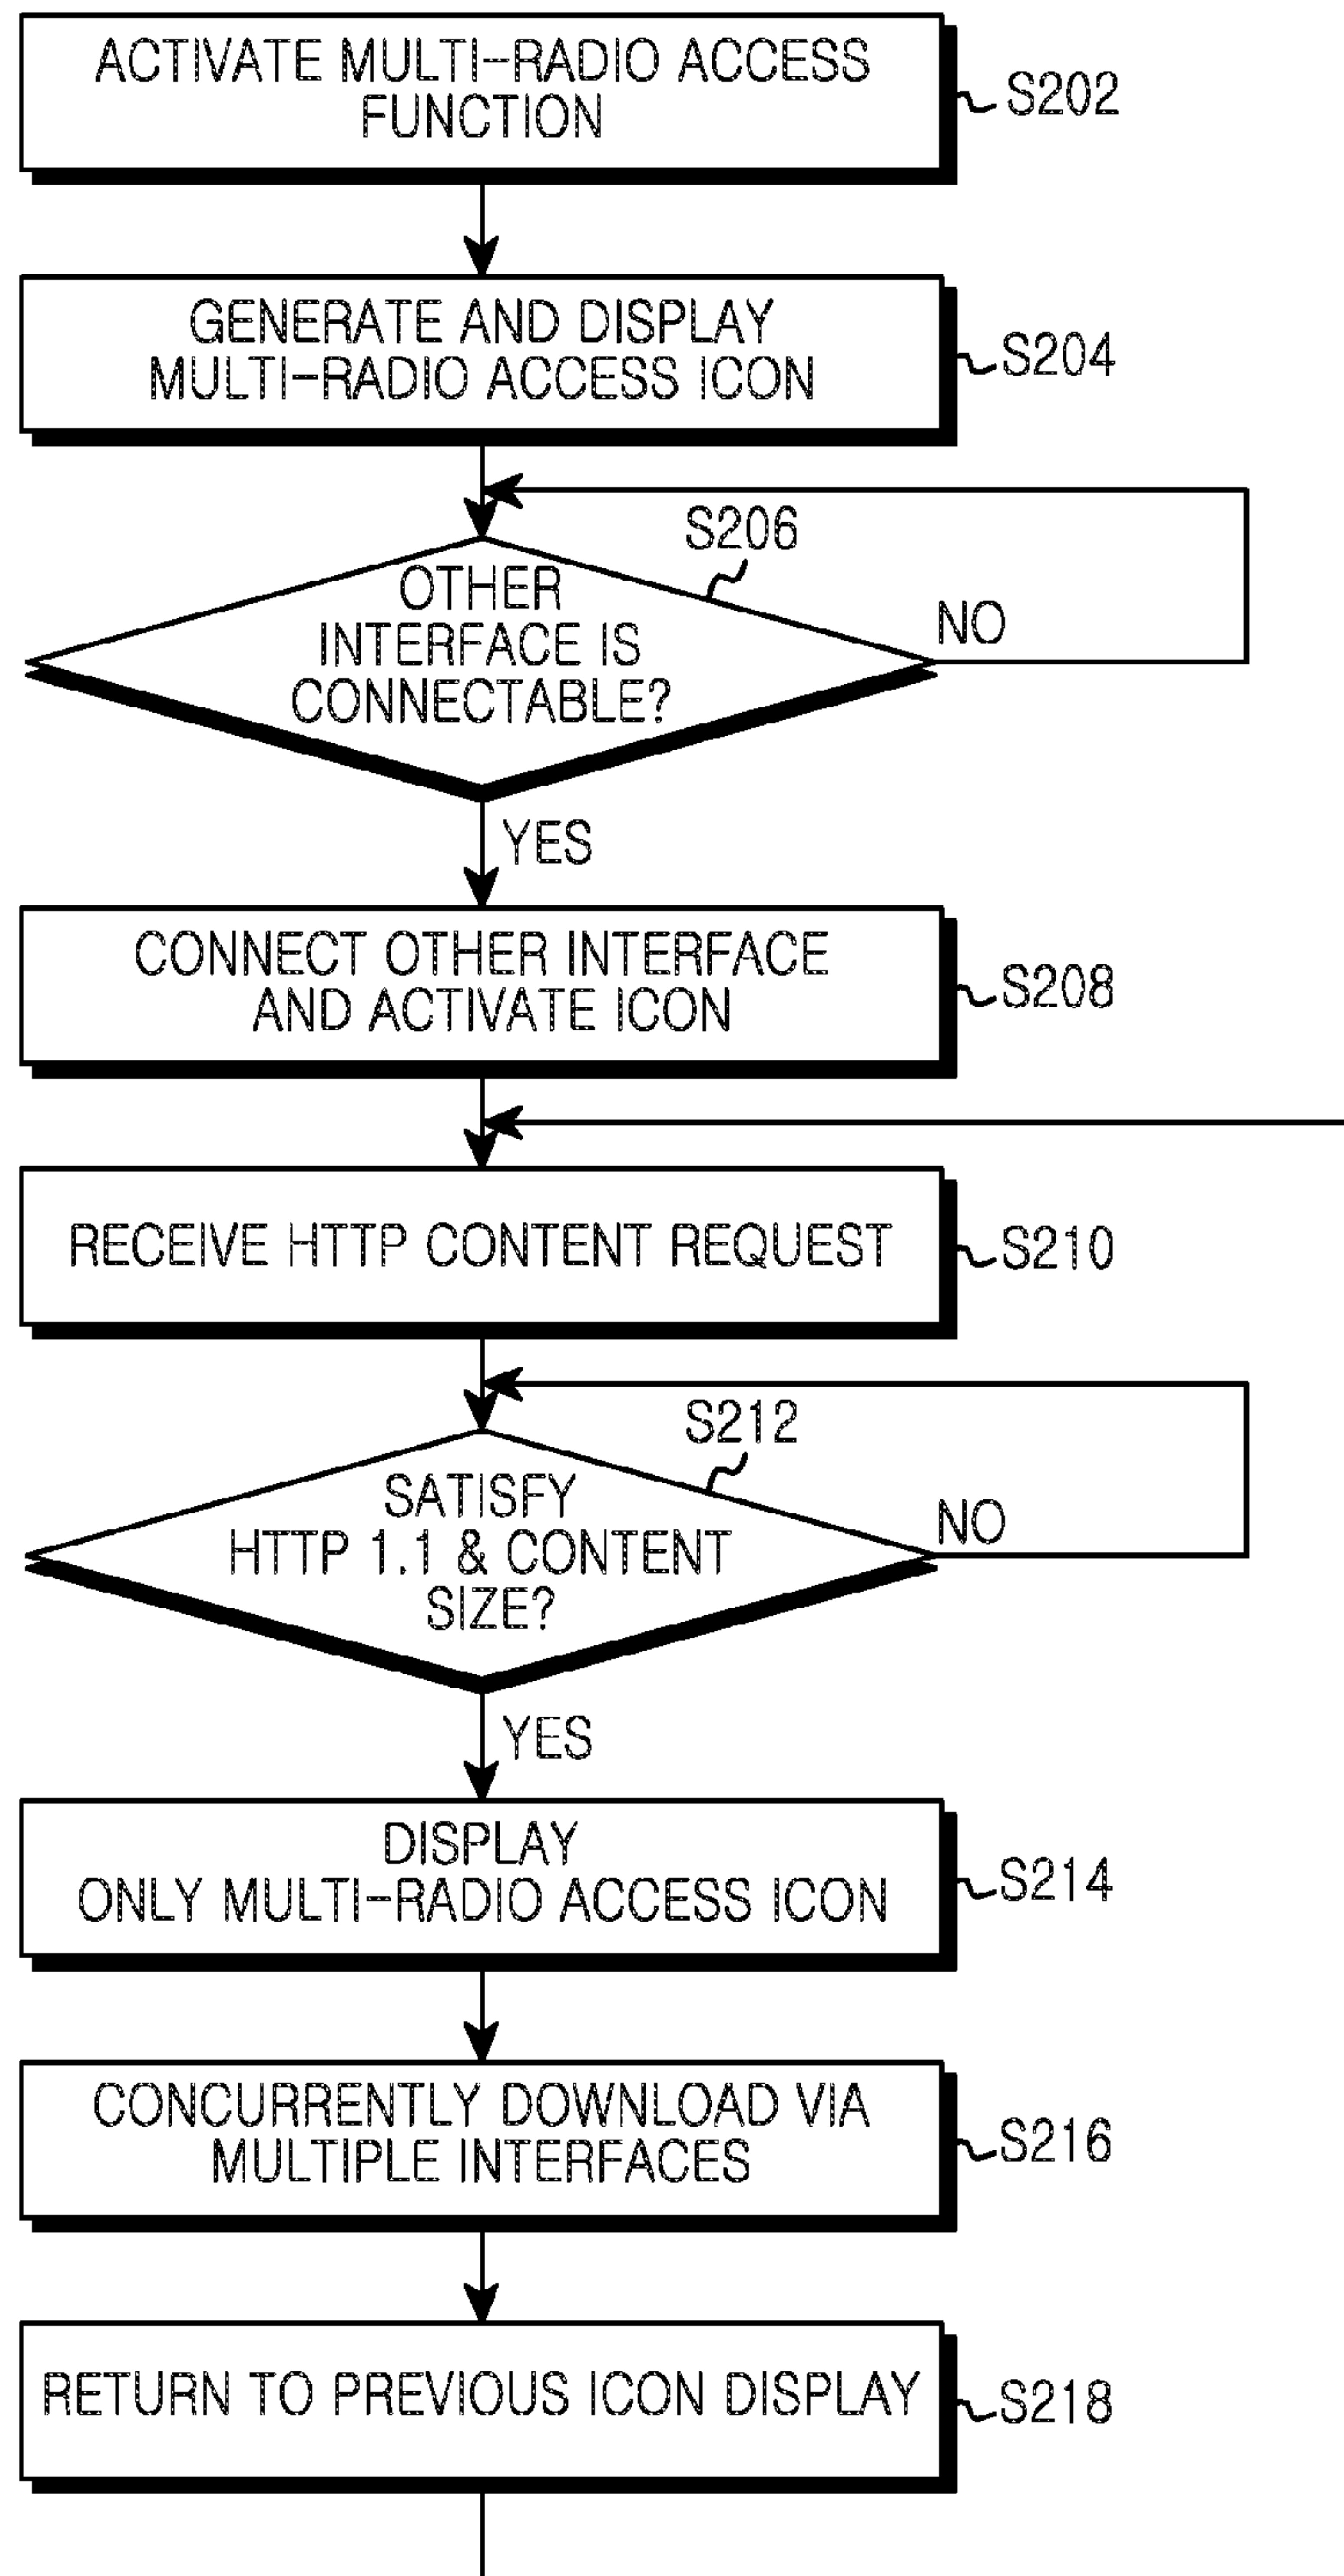 ACTIVATE MULTI-RADIO ACCESS
FUNCTION
S202
GENERATE AND DISPLAY
MULTI-RADIO ACCESS ICON
S204
S206
OTHER
INTERFACE IS
CONNECTABLE?
NO
YES
CONNECT OTHER INTERFACE
AND ACTIVATE ICON
S208
RECEIVE HTTP CONTENT REQUEST
S210
S212
SATISFY
HTTP 1.1 & CONTENT
SIZE?
NO
YES
DISPLAY
ONLY MULTI-RADIO ACCESS ICON
S214
CONCURRENTLY DOWNLOAD VIA
MULTIPLE INTERFACES
S216
RETURN TO PREVIOUS ICON DISPLAY
S218